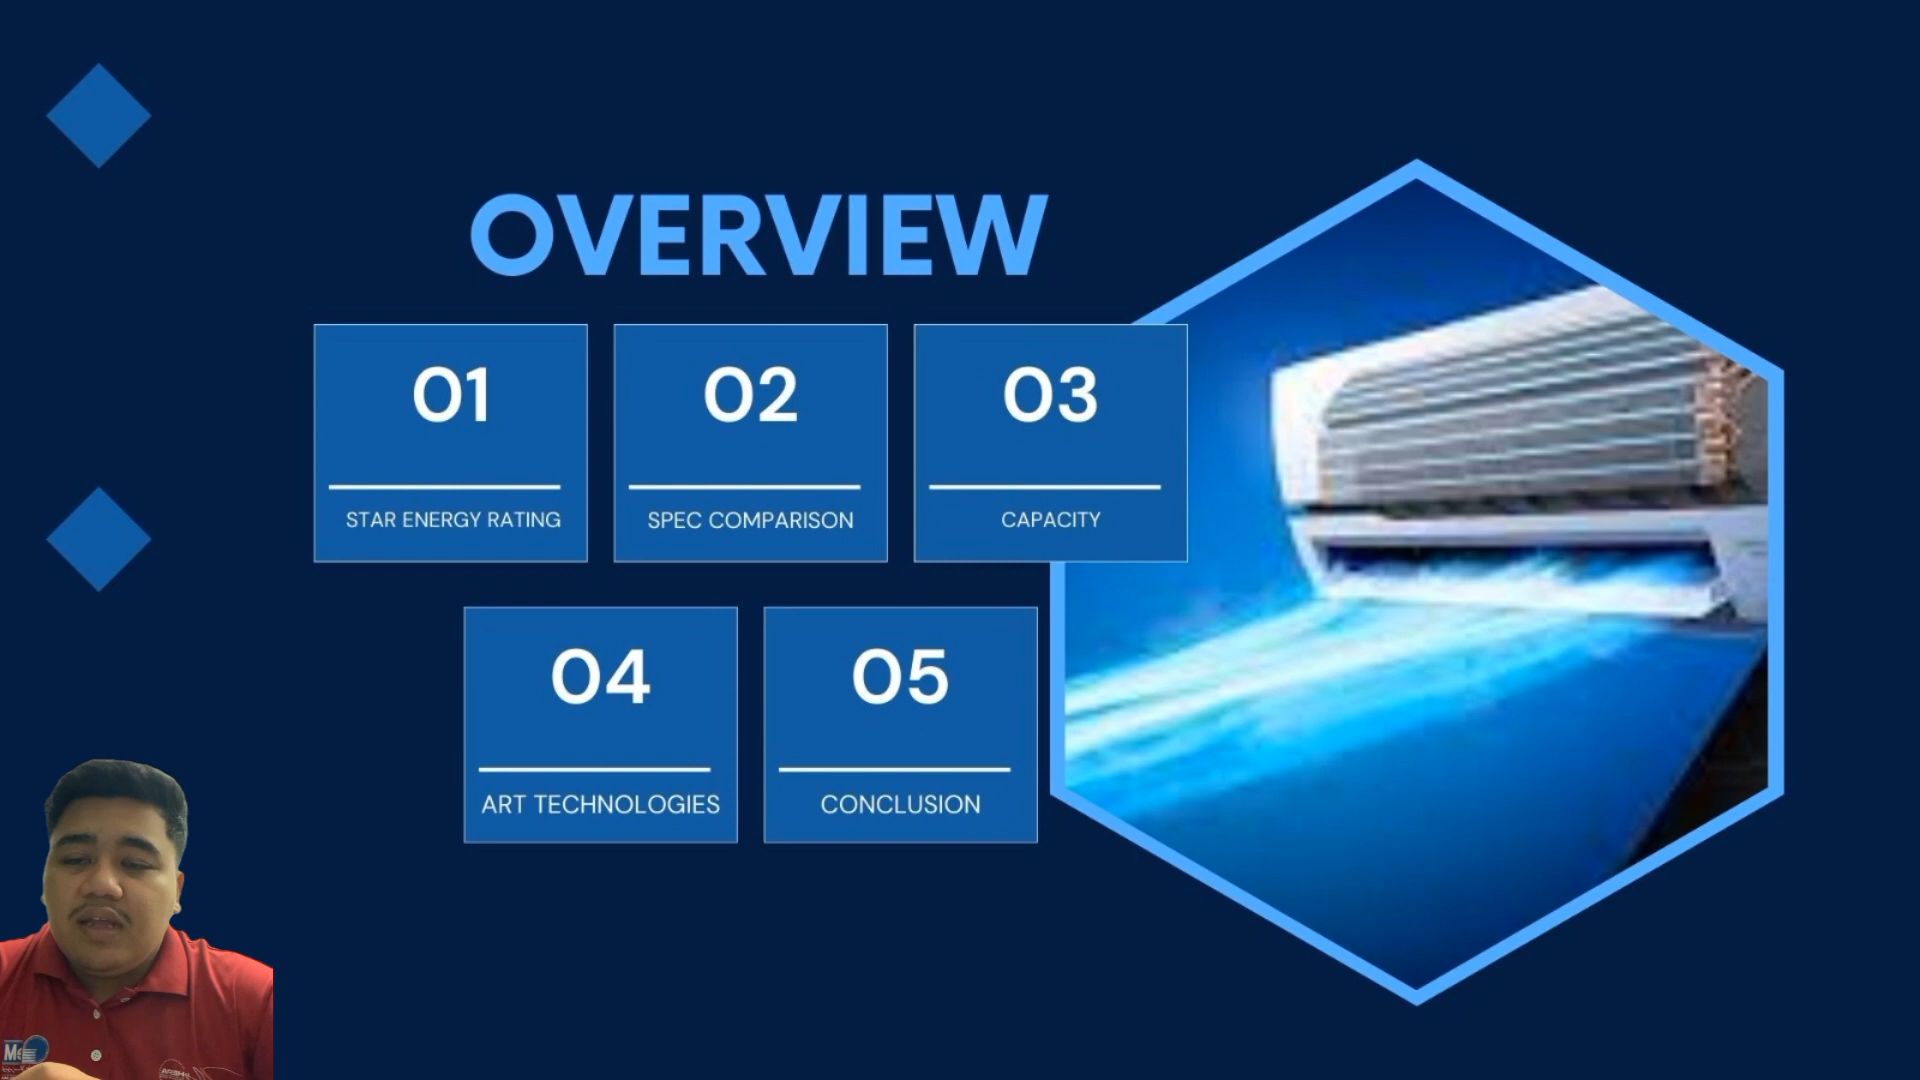 OVERVIEW
01
STAR ENERGY RATING
02
SPEC COMPARISON
03
CAPACITY
04
ART TECHNOLOGIES
05
CONCLUSION